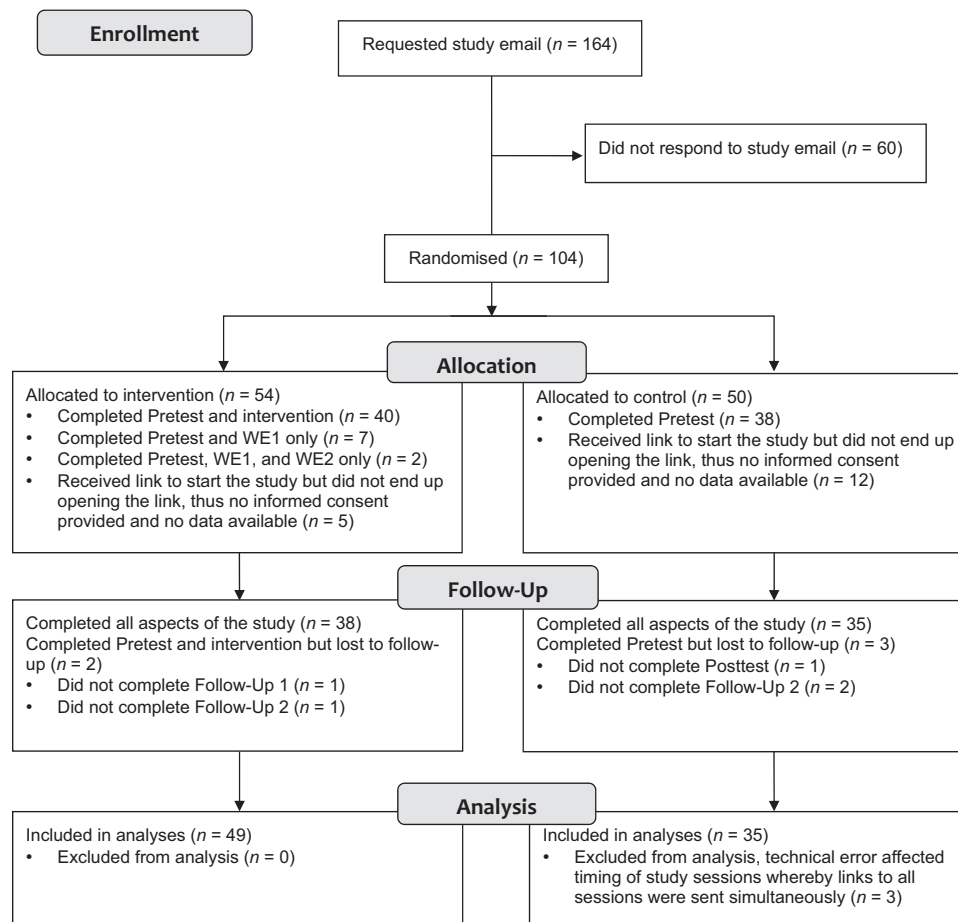 Enrollment
Requested study email (n = 164)
Did not respond to study email (n = 60)
Randomised (n = 104)
Allocation
Allocated to intervention (n = 54)
• Completed Pretest and intervention (n = 40)
• Completed Pretest and WE1 only (n = 7)
• Completed Pretest, WE1, and WE2 only (n = 2)
• Received link to start the study but did not end up
opening the link, thus no informed consent
provided and no data available (n = 5)
Allocated to control (n = 50)
• Completed Pretest (n = 38)
• Received link to start the study but did not end up
opening the link, thus no informed consent
provided and no data available (n = 12)
Follow-Up
Completed all aspects of the study (n = 38)
Completed Pretest and intervention but lost to follow-
up (n = 2)
• Did not complete Follow-Up 1 (n = 1)
• Did not complete Follow-Up 2 (n = 1)
Completed all aspects of the study (n = 35)
Completed Pretest but lost to follow-up (n = 3)
• Did not complete Posttest (n = 1)
• Did not complete Follow-Up 2 (n = 2)
Analysis
Included in analyses (n = 49)
• Excluded from analysis (n = 0)
Included in analyses (n = 35)
• Excluded from analysis, technical error affected
timing of study sessions whereby links to all
sessions were sent simultaneously (n = 3)